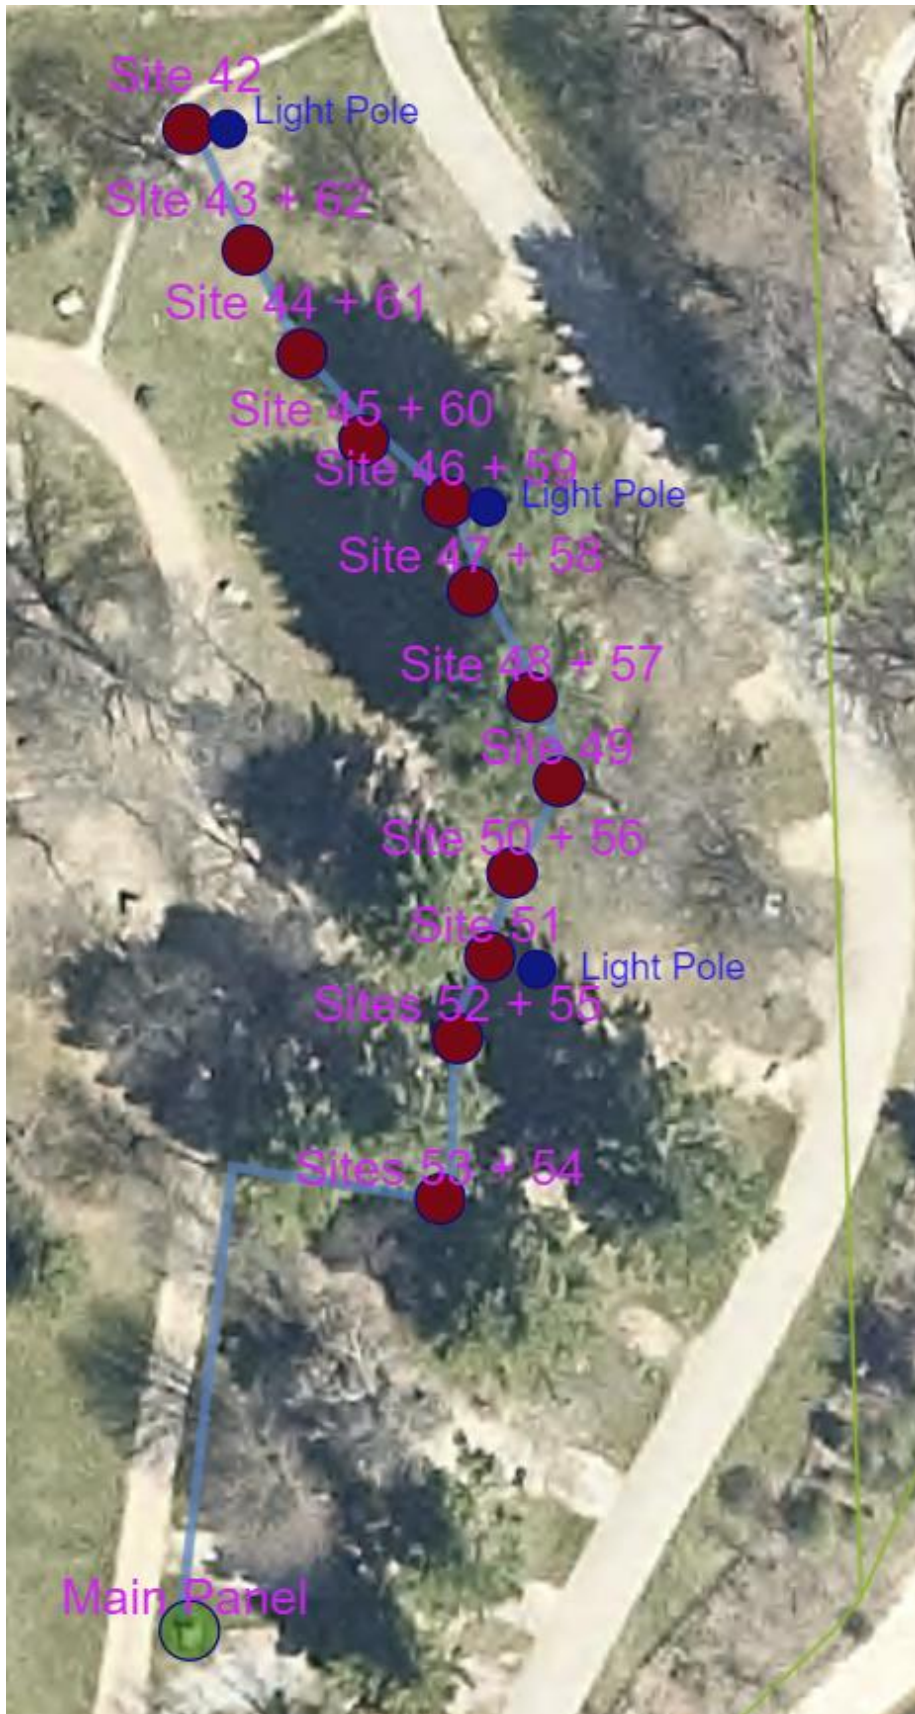 Site 42
Light Pole
Site 43 + 62
Site 44 + 61
Site 45 + 60
Site 46 + 59
Light Pole
Site 47 + 58
Site 48 + 57
Site 49
Site 50 + 56
Site 51
Light Pole
Sites 52 + 55
Sites 53 + 54
Main Panel